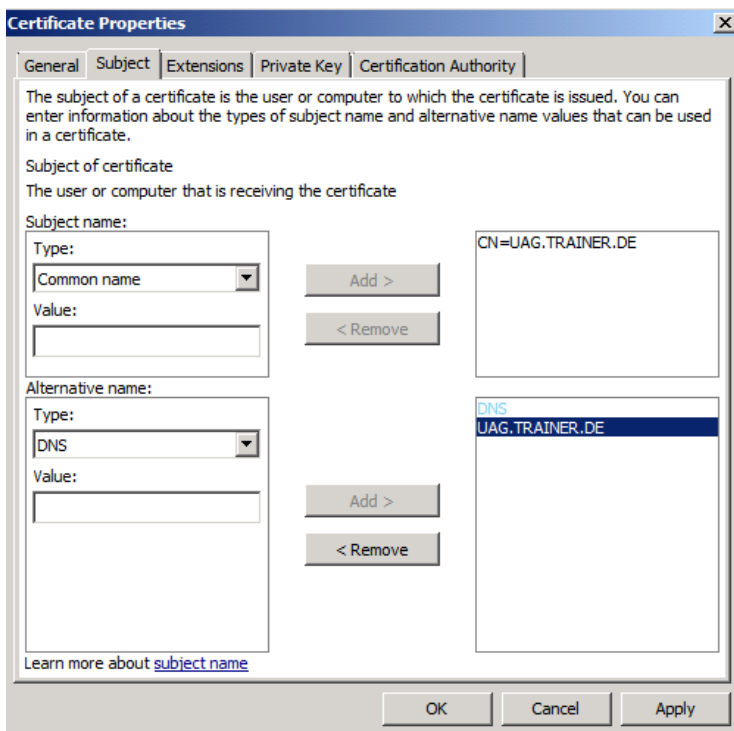 Certificate Properties
General Subject Extensions Private Key Certification Authority
The subject of a certificate is the user or computer to which the certificate is issued. You can
enter information about the types of subject name and alternative name values that can be used
in a certificate.
Subject of certificate
The user or computer that is receiving the certificate
Subject name:
Type:
Common name
Value:
Add >
< Remove
CN=UAG.TRAINER.DE
Alternative name:
Type:
DNS
Value:
Add >
< Remove
DNS
UAG.TRAINER.DE
Learn more about subject name
OK Cancel Apply